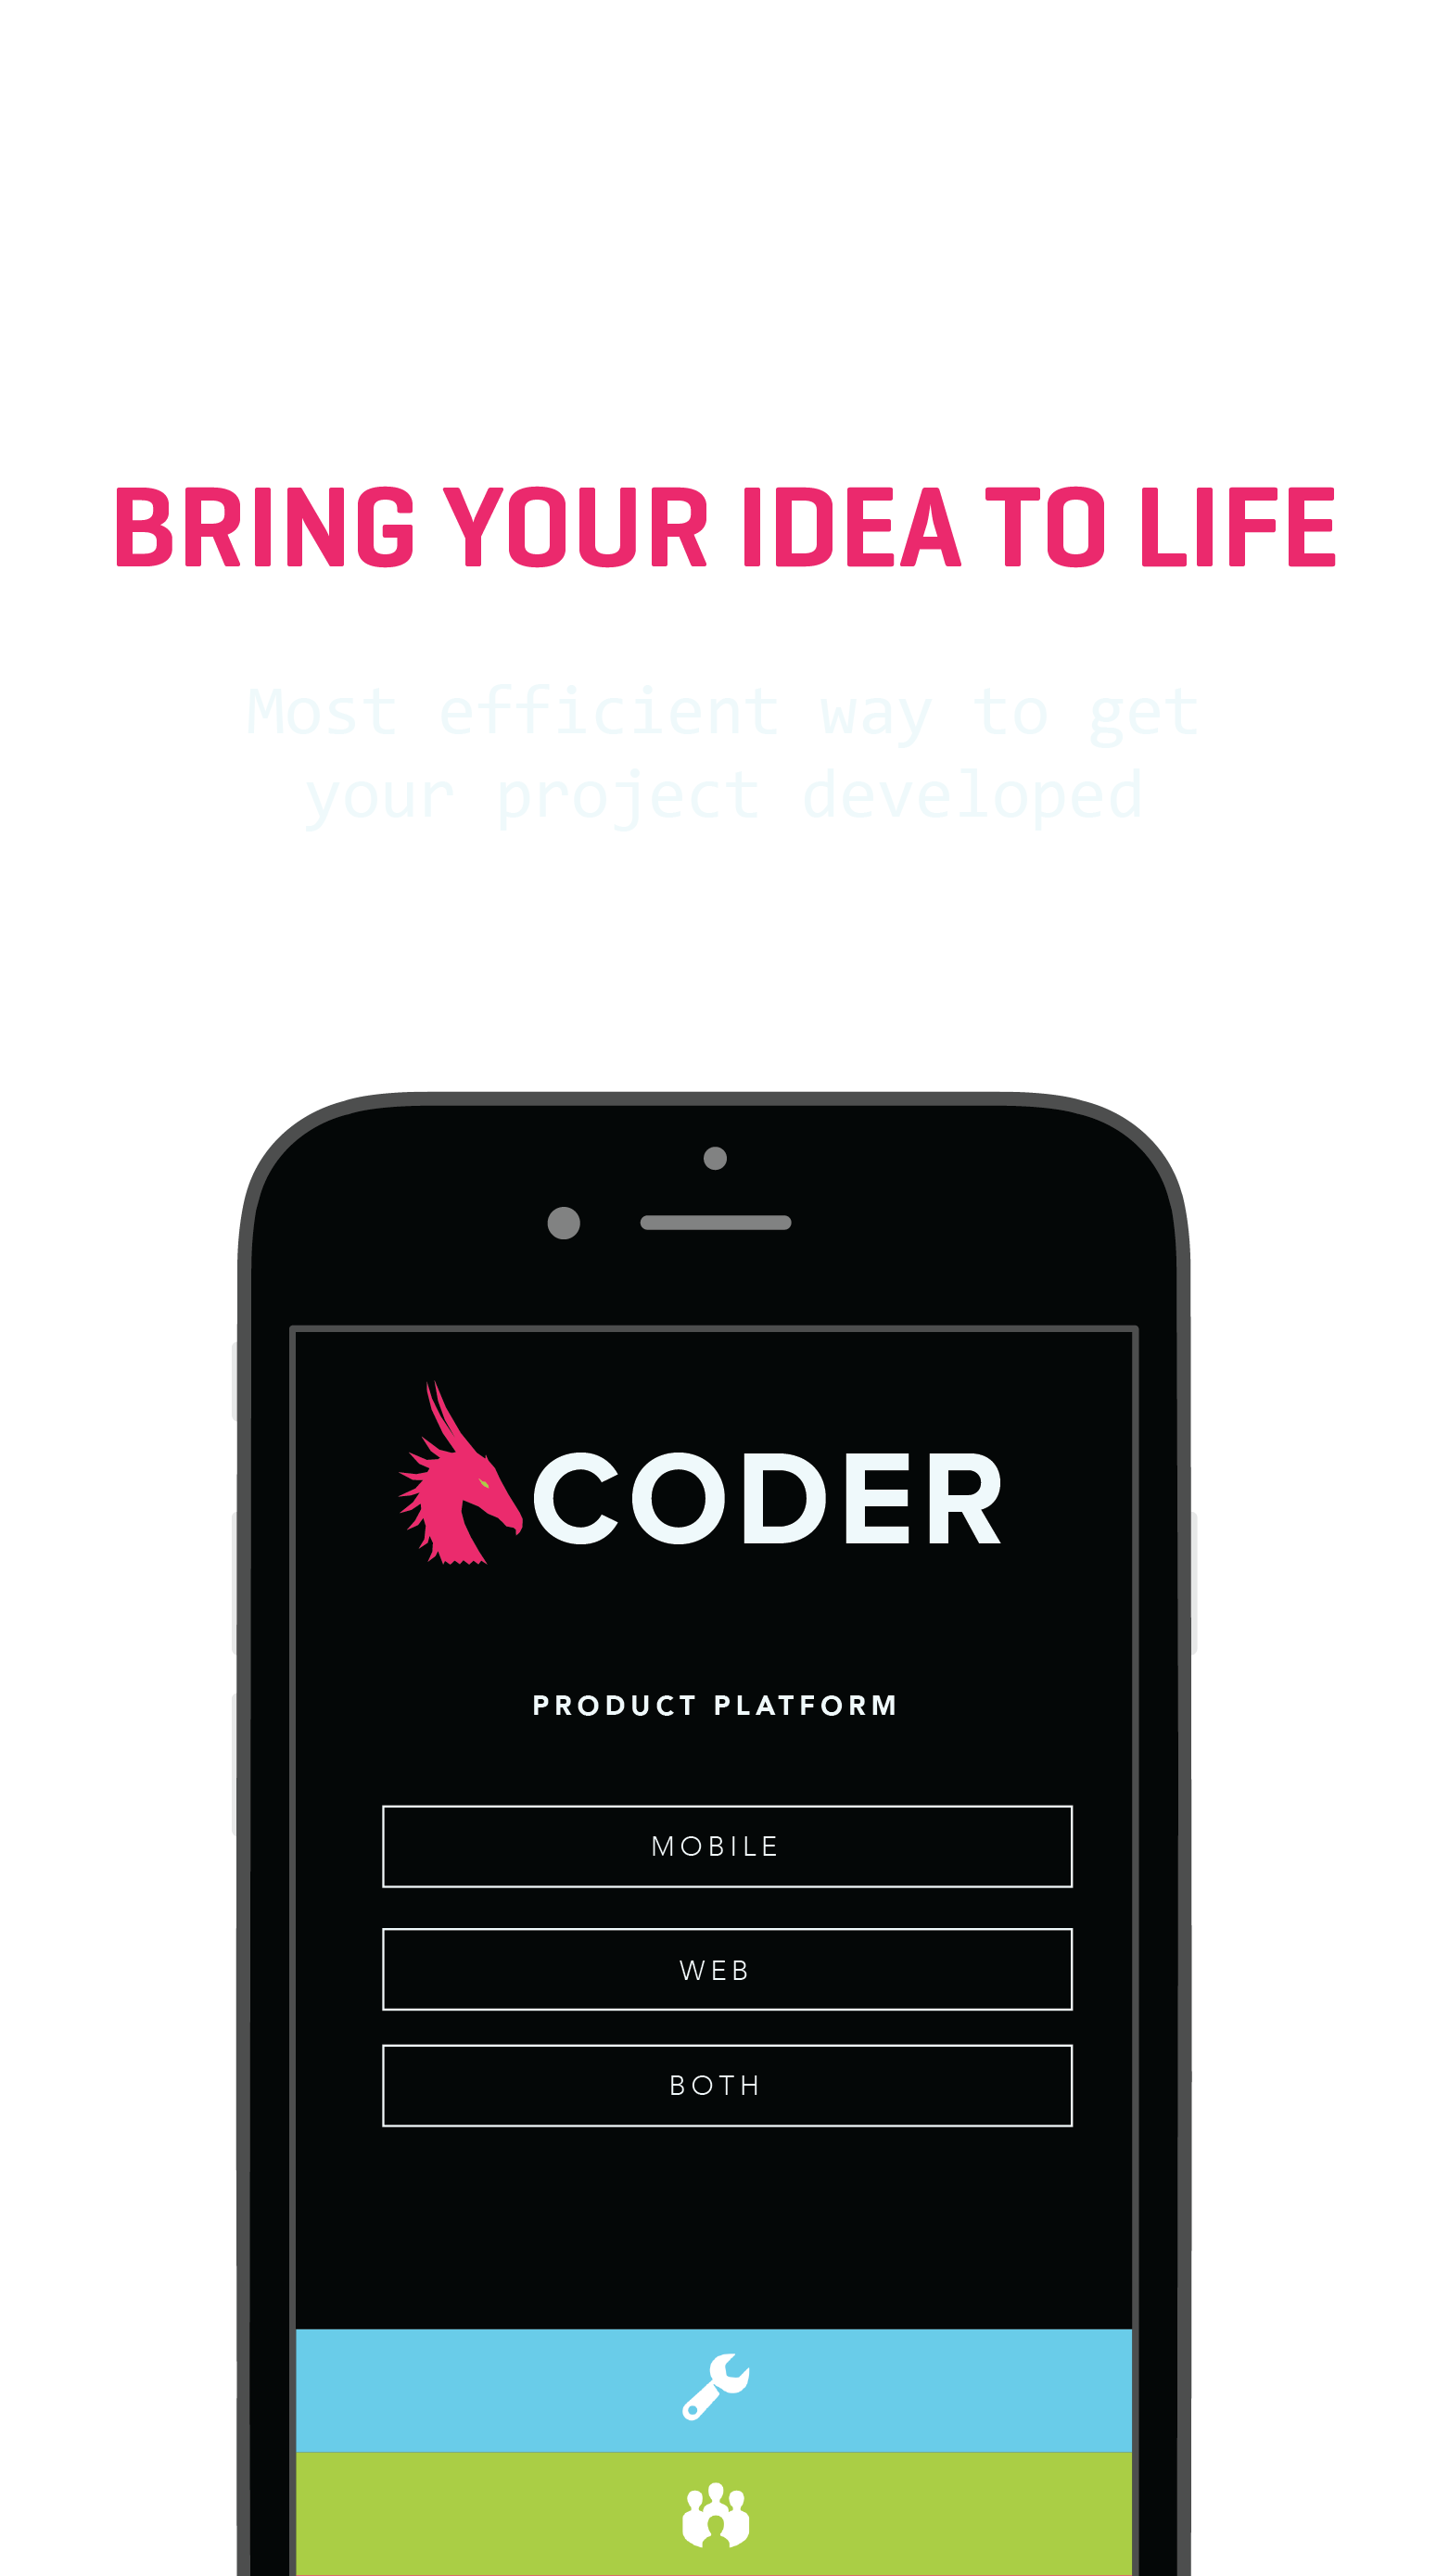 BRING YOUR IDEA TO LIFE
Most efficient way to get
your project developed
CODER
PRODUCT PLATFORM
MOBILE
WEB
BOTH